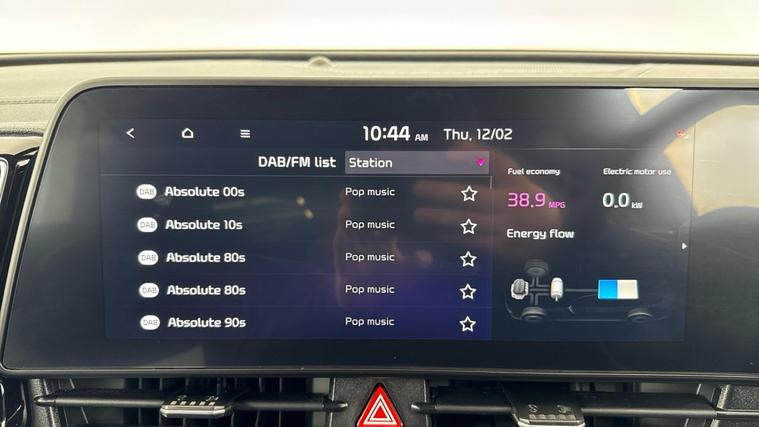 10:44 AM Thu, 12/02
DAB/FM list Station
DAB Absolute 00s Pop music
DAB Absolute 10s Pop music
DAB Absolute 80s Pop music
DAB Absolute 80s Pop music
DAB Absolute 90s Pop music
Fuel economy Electric motor use
38.9 MPG 0.0 kW
Energy flow